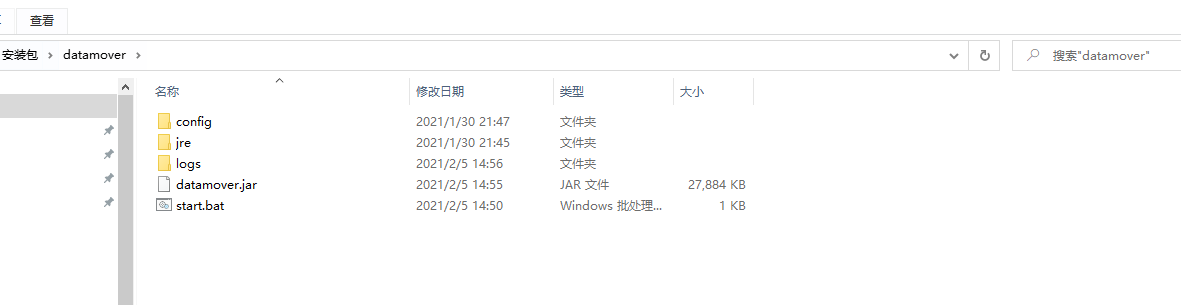 查看
安装包 > datamover >
搜索"datamover"
名称 修改日期 类型 大小
config 2021/1/30 21:47 文件夹
jre 2021/1/30 21:45 文件夹
logs 2021/2/5 14:56 文件夹
datamover.jar 2021/2/5 14:55 JAR 文件 27,884 KB
start.bat 2021/2/5 14:50 Windows 批处理... 1 KB